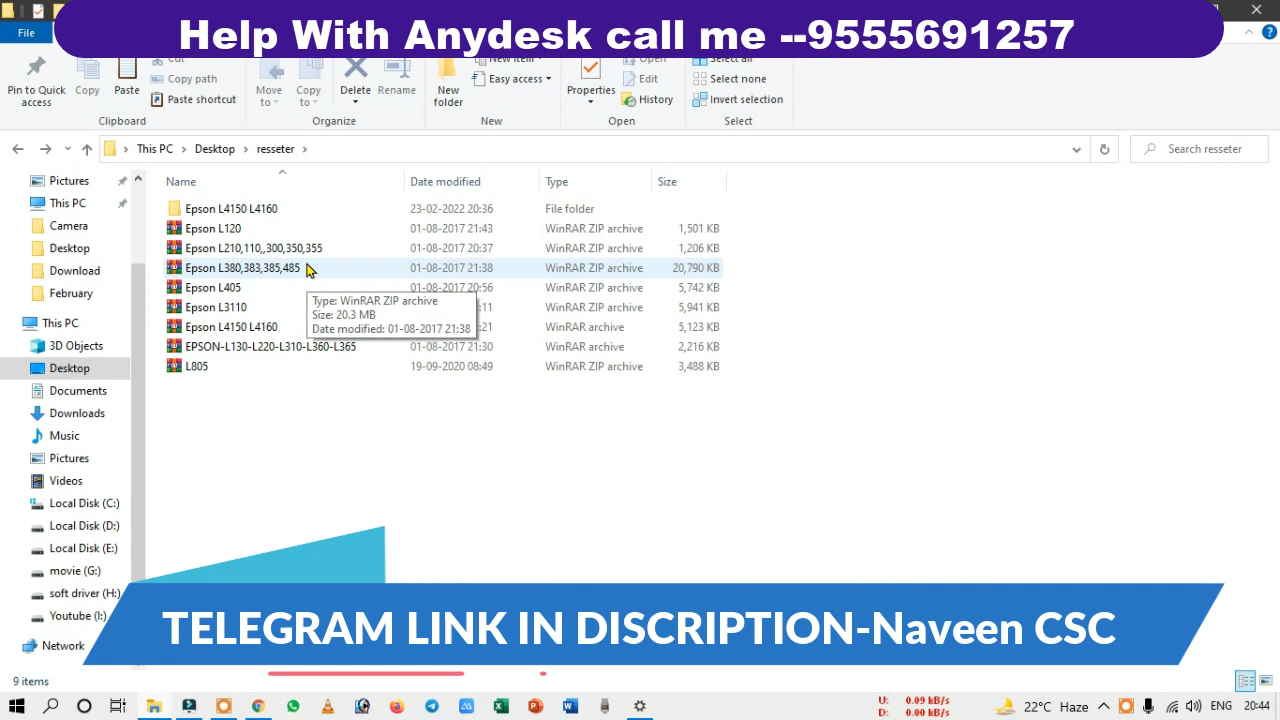 Help With Anydesk call me --9555691257
File
Pin to Quick access
Copy
Paste
Cut
Copy path
Paste shortcut
Clipboard
Move to
Copy to
Delete
Rename
Organize
New folder
New item
Easy access
New
Properties
Open
Edit
History
Open
Select all
Select none
Invert selection
Select
This PC > Desktop > resseter >
Search resseter
Name Date modified Type Size
Epson L4150 L4160 23-02-2022 20:36 File folder
Epson L120 01-08-2017 21:43 WinRAR ZIP archive 1,501 KB
Epson L210,110,,300,350,355 01-08-2017 20:37 WinRAR ZIP archive 1,206 KB
Epson L380,383,385,485 01-08-2017 21:38 WinRAR ZIP archive 20,790 KB
Epson L405 01-08-2017 20:56 WinRAR ZIP archive 5,742 KB
Epson L3110 :11 WinRAR ZIP archive 5,941 KB
Epson L4150 L4160 :21 WinRAR archive 5,123 KB
EPSON-L130-L220-L310-L360-L365 01-08-2017 21:30 WinRAR archive 2,216 KB
L805 19-09-2020 08:49 WinRAR ZIP archive 3,488 KB
Type: WinRAR ZIP archive
Size: 20.3 MB
Date modified: 01-08-2017 21:38
Pictures
This PC
Camera
Desktop
Download
February
This PC
3D Objects
Desktop
Documents
Downloads
Music
Pictures
Videos
Local Disk (C:)
Local Disk (D:)
Local Disk (E:)
movie (G:)
soft driver (H:)
Youtube (I:)
Network
TELEGRAM LINK IN DISCRIPTION-Naveen CSC
9 items
U: 0.09 kB/s
D: 0.00 kB/s
22°C Haze
ENG
20:44